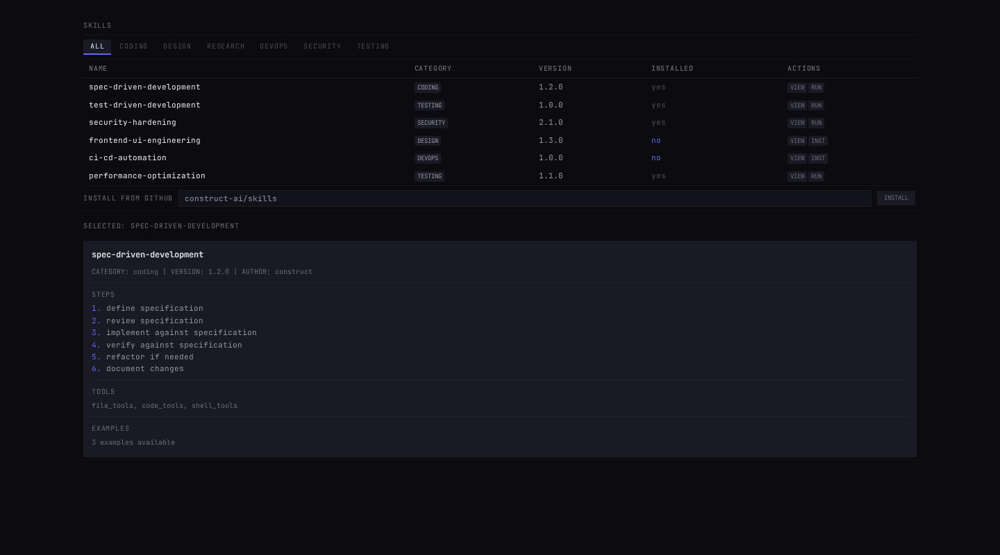 SKILLS
ALL CODING DESIGN RESEARCH DEVOPS SECURITY TESTING
NAME CATEGORY VERSION INSTALLED ACTIONS
spec-driven-development CODING 1.2.0 yes VIEW RUN
test-driven-development TESTING 1.0.0 yes VIEW RUN
security-hardening SECURITY 2.1.0 yes VIEW RUN
frontend-ui-engineering DESIGN 1.3.0 no VIEW INST
ci-cd-automation DEVOPS 1.0.0 no VIEW INST
performance-optimization TESTING 1.1.0 yes VIEW RUN
INSTALL FROM GITHUB construct-ai/skills INSTALL
SELECTED: SPEC-DRIVEN-DEVELOPMENT
spec-driven-development
CATEGORY: coding | VERSION: 1.2.0 | AUTHOR: construct
STEPS
1. define specification
2. review specification
3. implement against specification
4. verify against specification
5. refactor if needed
6. document changes
TOOLS
file_tools, code_tools, shell_tools
EXAMPLES
3 examples available